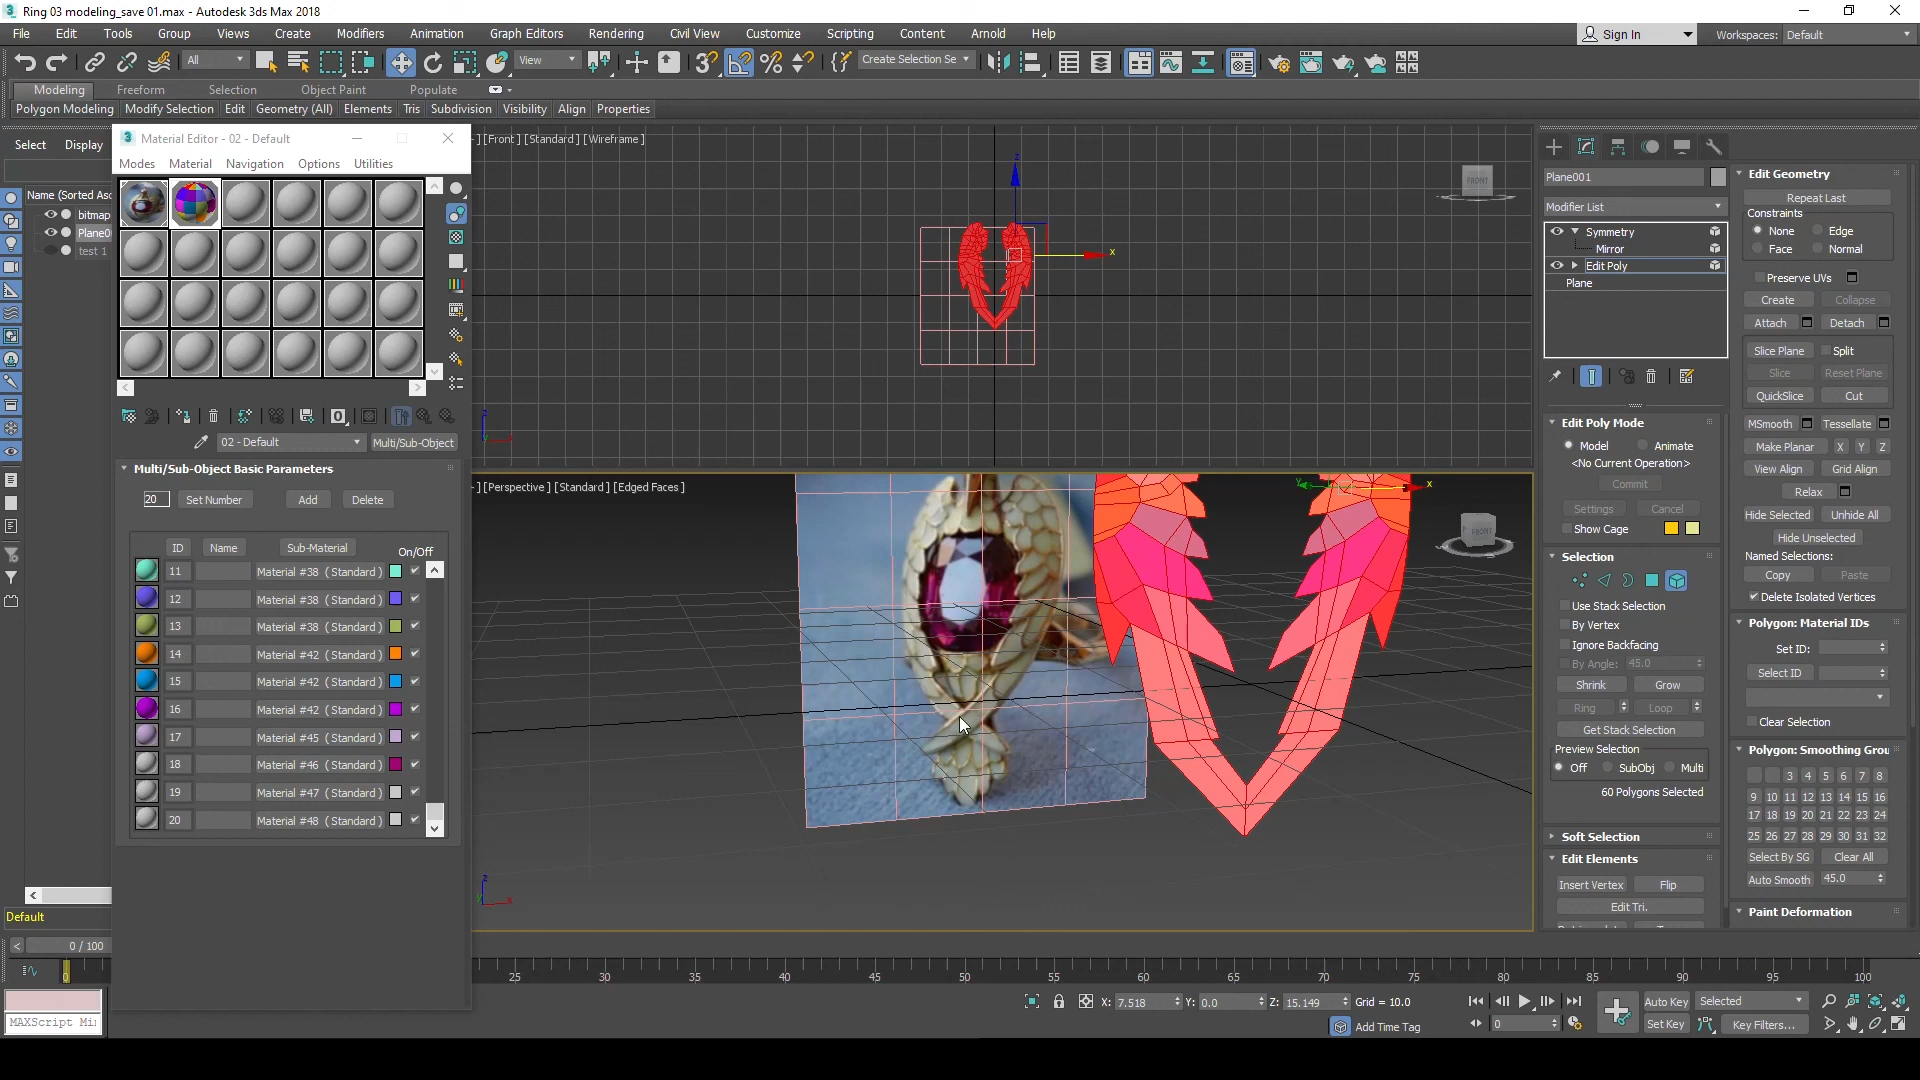 Ring 03 modeling_save 01.max - Autodesk 3ds Max 2018
File Edit Tools Group Views Create Modifiers Animation Graph Editors Rendering Civil View Customize Scripting Content Arnold Help
Sign In Workspaces: Default
All View Create Selection Se
Modeling Freeform Selection Object Paint Populate
Polygon Modeling Modify Selection Edit Geometry (All) Elements Tris Subdivision Visibility Align Properties
Select Display
Name (Sorted Asc
bitmap
Plane0
test 1
Default
0 / 100
MAXScript Mi
Material Editor - 02 - Default
Modes Material Navigation Options Utilities
02 - Default Multi/Sub-Object
Multi/Sub-Object Basic Parameters
20 Set Number Add Delete
ID Name Sub-Material On/Off
11 Material #38 (Standard)
12 Material #38 (Standard)
13 Material #38 (Standard)
14 Material #42 (Standard)
15 Material #42 (Standard)
16 Material #42 (Standard)
17 Material #45 (Standard)
18 Material #46 (Standard)
19 Material #47 (Standard)
20 Material #48 (Standard)
[Front] [Standard] [Wireframe]
FRONT
z
x
[Perspective] [Standard] [Edged Faces]
FRONT
y x
Plane001
Modifier List
Symmetry
Mirror
Edit Poly
Plane
Edit Poly Mode
Model Animate
<No Current Operation>
Commit
Settings Cancel
Show Cage
Selection
Use Stack Selection
By Vertex
Ignore Backfacing
By Angle: 45.0
Shrink Grow
Ring Loop
Get Stack Selection
Preview Selection
Off SubObj Multi
60 Polygons Selected
Soft Selection
Edit Elements
Insert Vertex Flip
Edit Tri.
Edit Geometry
Repeat Last
Constraints
None Edge
Face Normal
Preserve UVs
Create Collapse
Attach Detach
Slice Plane Split
Slice Reset Plane
QuickSlice Cut
MSmooth Tessellate
Make Planar X Y Z
View Align Grid Align
Relax
Hide Selected Unhide All
Hide Unselected
Named Selections:
Copy Paste
Delete Isolated Vertices
Polygon: Material IDs
Set ID:
Select ID
Clear Selection
Polygon: Smoothing Grou
3 4 5 6 7 8
9 10 11 12 13 14 15 16
17 18 19 20 21 22 23 24
25 26 27 28 29 30 31 32
Select By SG Clear All
Auto Smooth 45.0
Paint Deformation
0 25 30 35 40 45 50 55 60 65 70 75 80 85 90 95 100
X: 7.518 Y: 0.0 Z: 15.149 Grid = 10.0
Add Time Tag
0
Auto Key Selected
Set Key Key Filters...